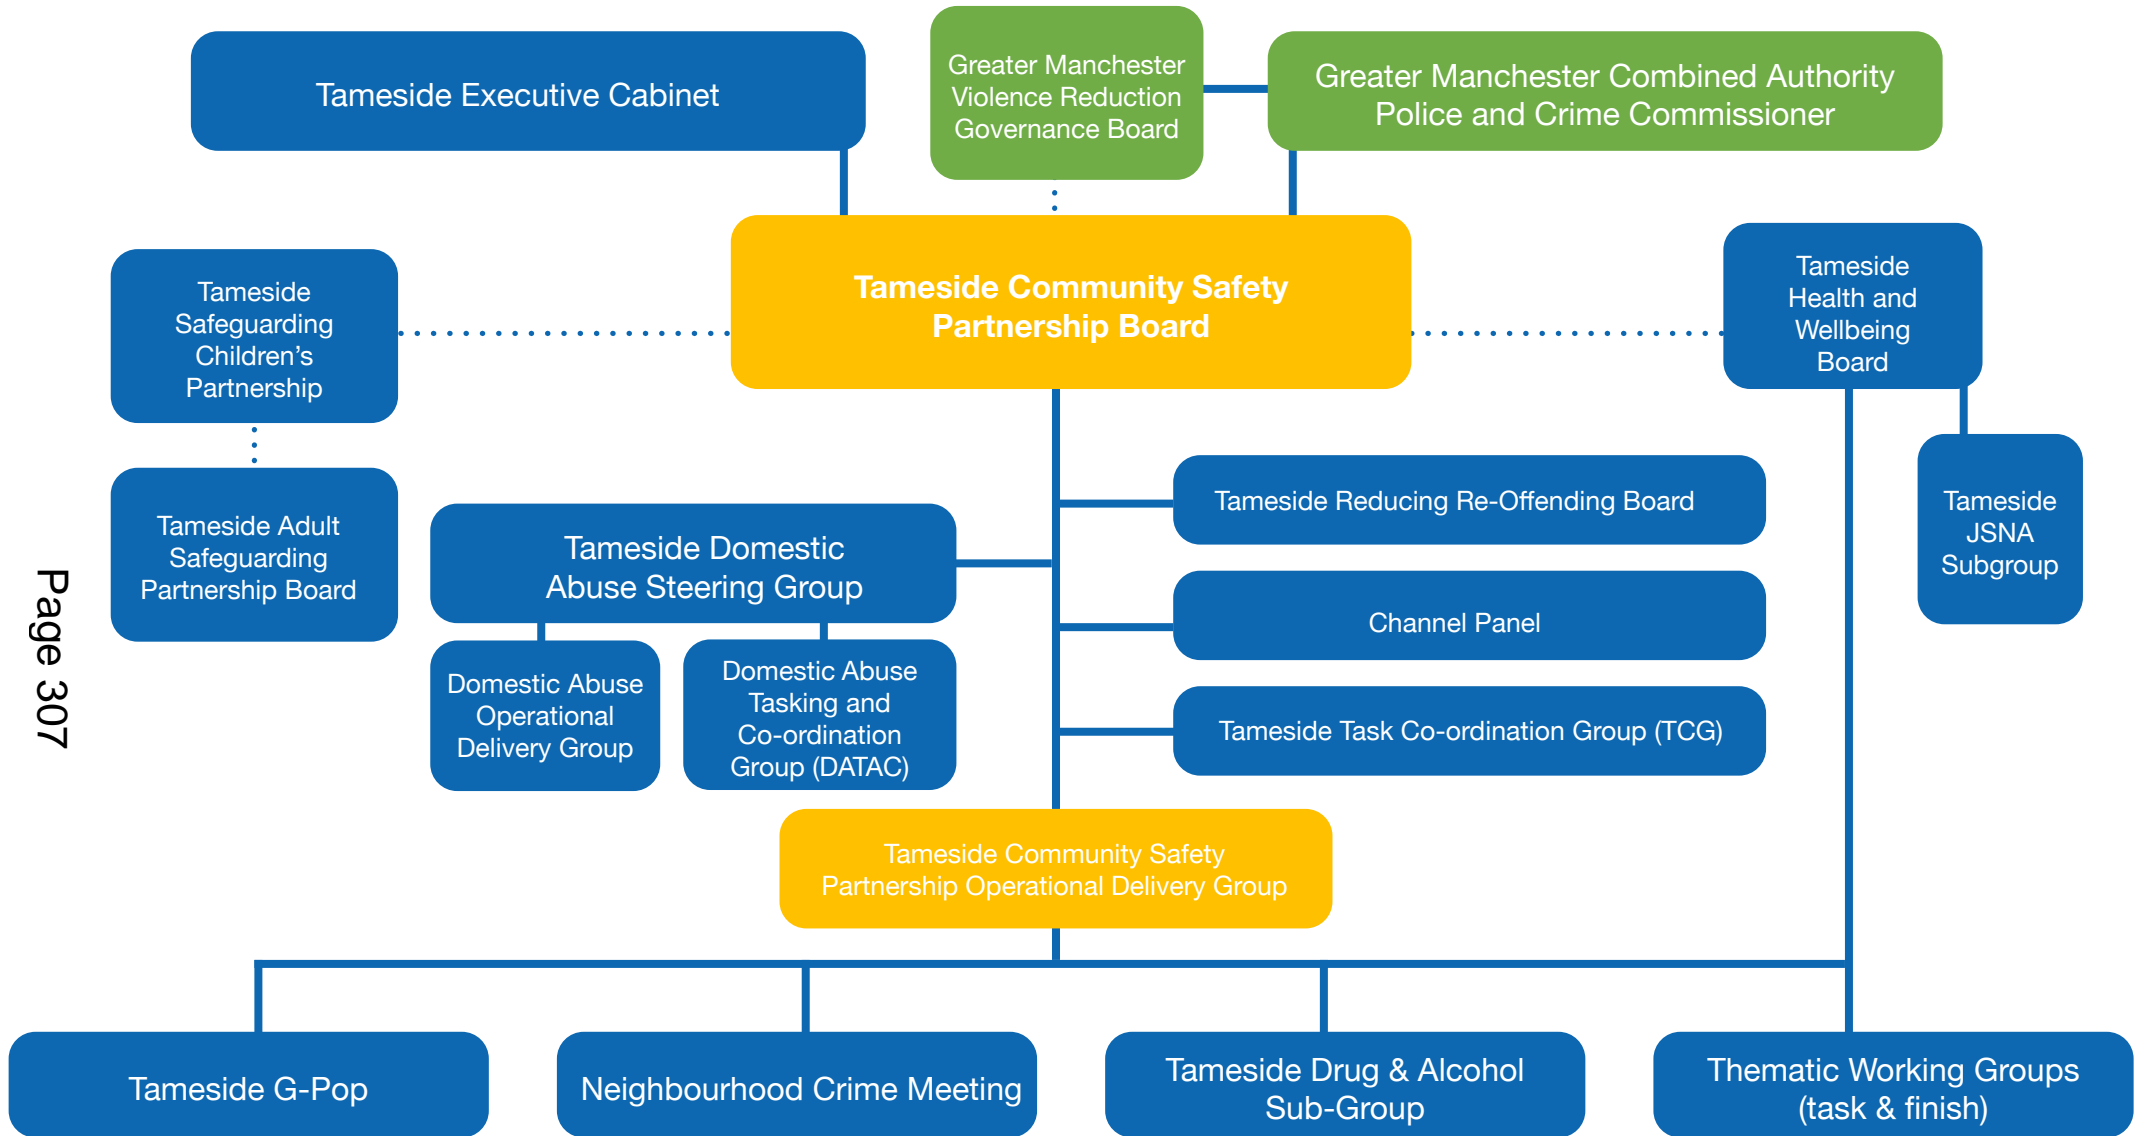 Tameside Executive Cabinet
Greater Manchester
Violence Reduction
Governance Board
Greater Manchester Combined Authority
Police and Crime Commissioner
Tameside Community Safety
Partnership Board
Tameside
Safeguarding
Children’s
Partnership
Tameside
Health and
Wellbeing
Board
Tameside Adult
Safeguarding
Partnership Board
Tameside Domestic
Abuse Steering Group
Tameside Reducing Re-Offending Board
Tameside
JSNA
Subgroup
Channel Panel
Domestic Abuse
Operational
Delivery Group
Domestic Abuse
Tasking and
Co-ordination
Group (DATAC)
Tameside Task Co-ordination Group (TCG)
Tameside Community Safety
Partnership Operational Delivery Group
Tameside G-Pop
Neighbourhood Crime Meeting
Tameside Drug & Alcohol
Sub-Group
Thematic Working Groups
(task & finish)
Page 307